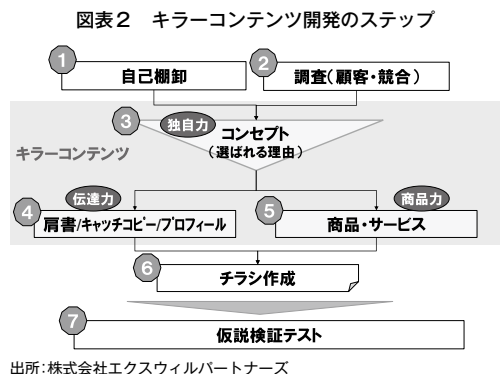 図表2 キラーコンテンツ開発のステップ
1
自己棚卸
2
調査(顧客・競合)
3
独自力
コンセプト
(選ばれる理由)
キラーコンテンツ
伝達力
商品力
4
肩書/キャッチコピー/プロフィール
5
商品・サービス
6
チラシ作成
7
仮説検証テスト
出所:株式会社エクスウィルパートナーズ